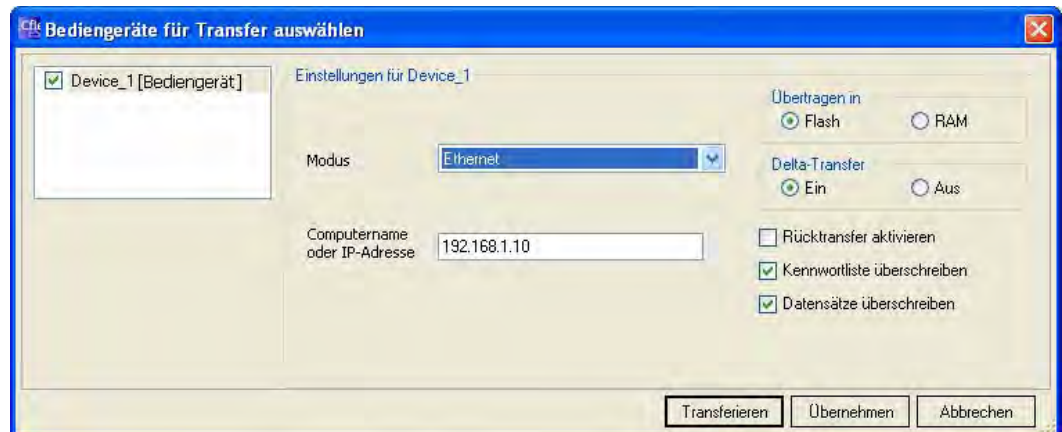 Bediengeräte für Transfer auswählen
Device_1 [Bediengerät]
Einstellungen für Device_1
Modus
Ethernet
Computername
oder IP-Adresse
192.168.1.10
Übertragen in
Flash
RAM
Delta-Transfer
Ein
Aus
Rücktransfer aktivieren
Kennwortliste überschreiben
Datensätze überschreiben
Transferieren
Übernehmen
Abbrechen